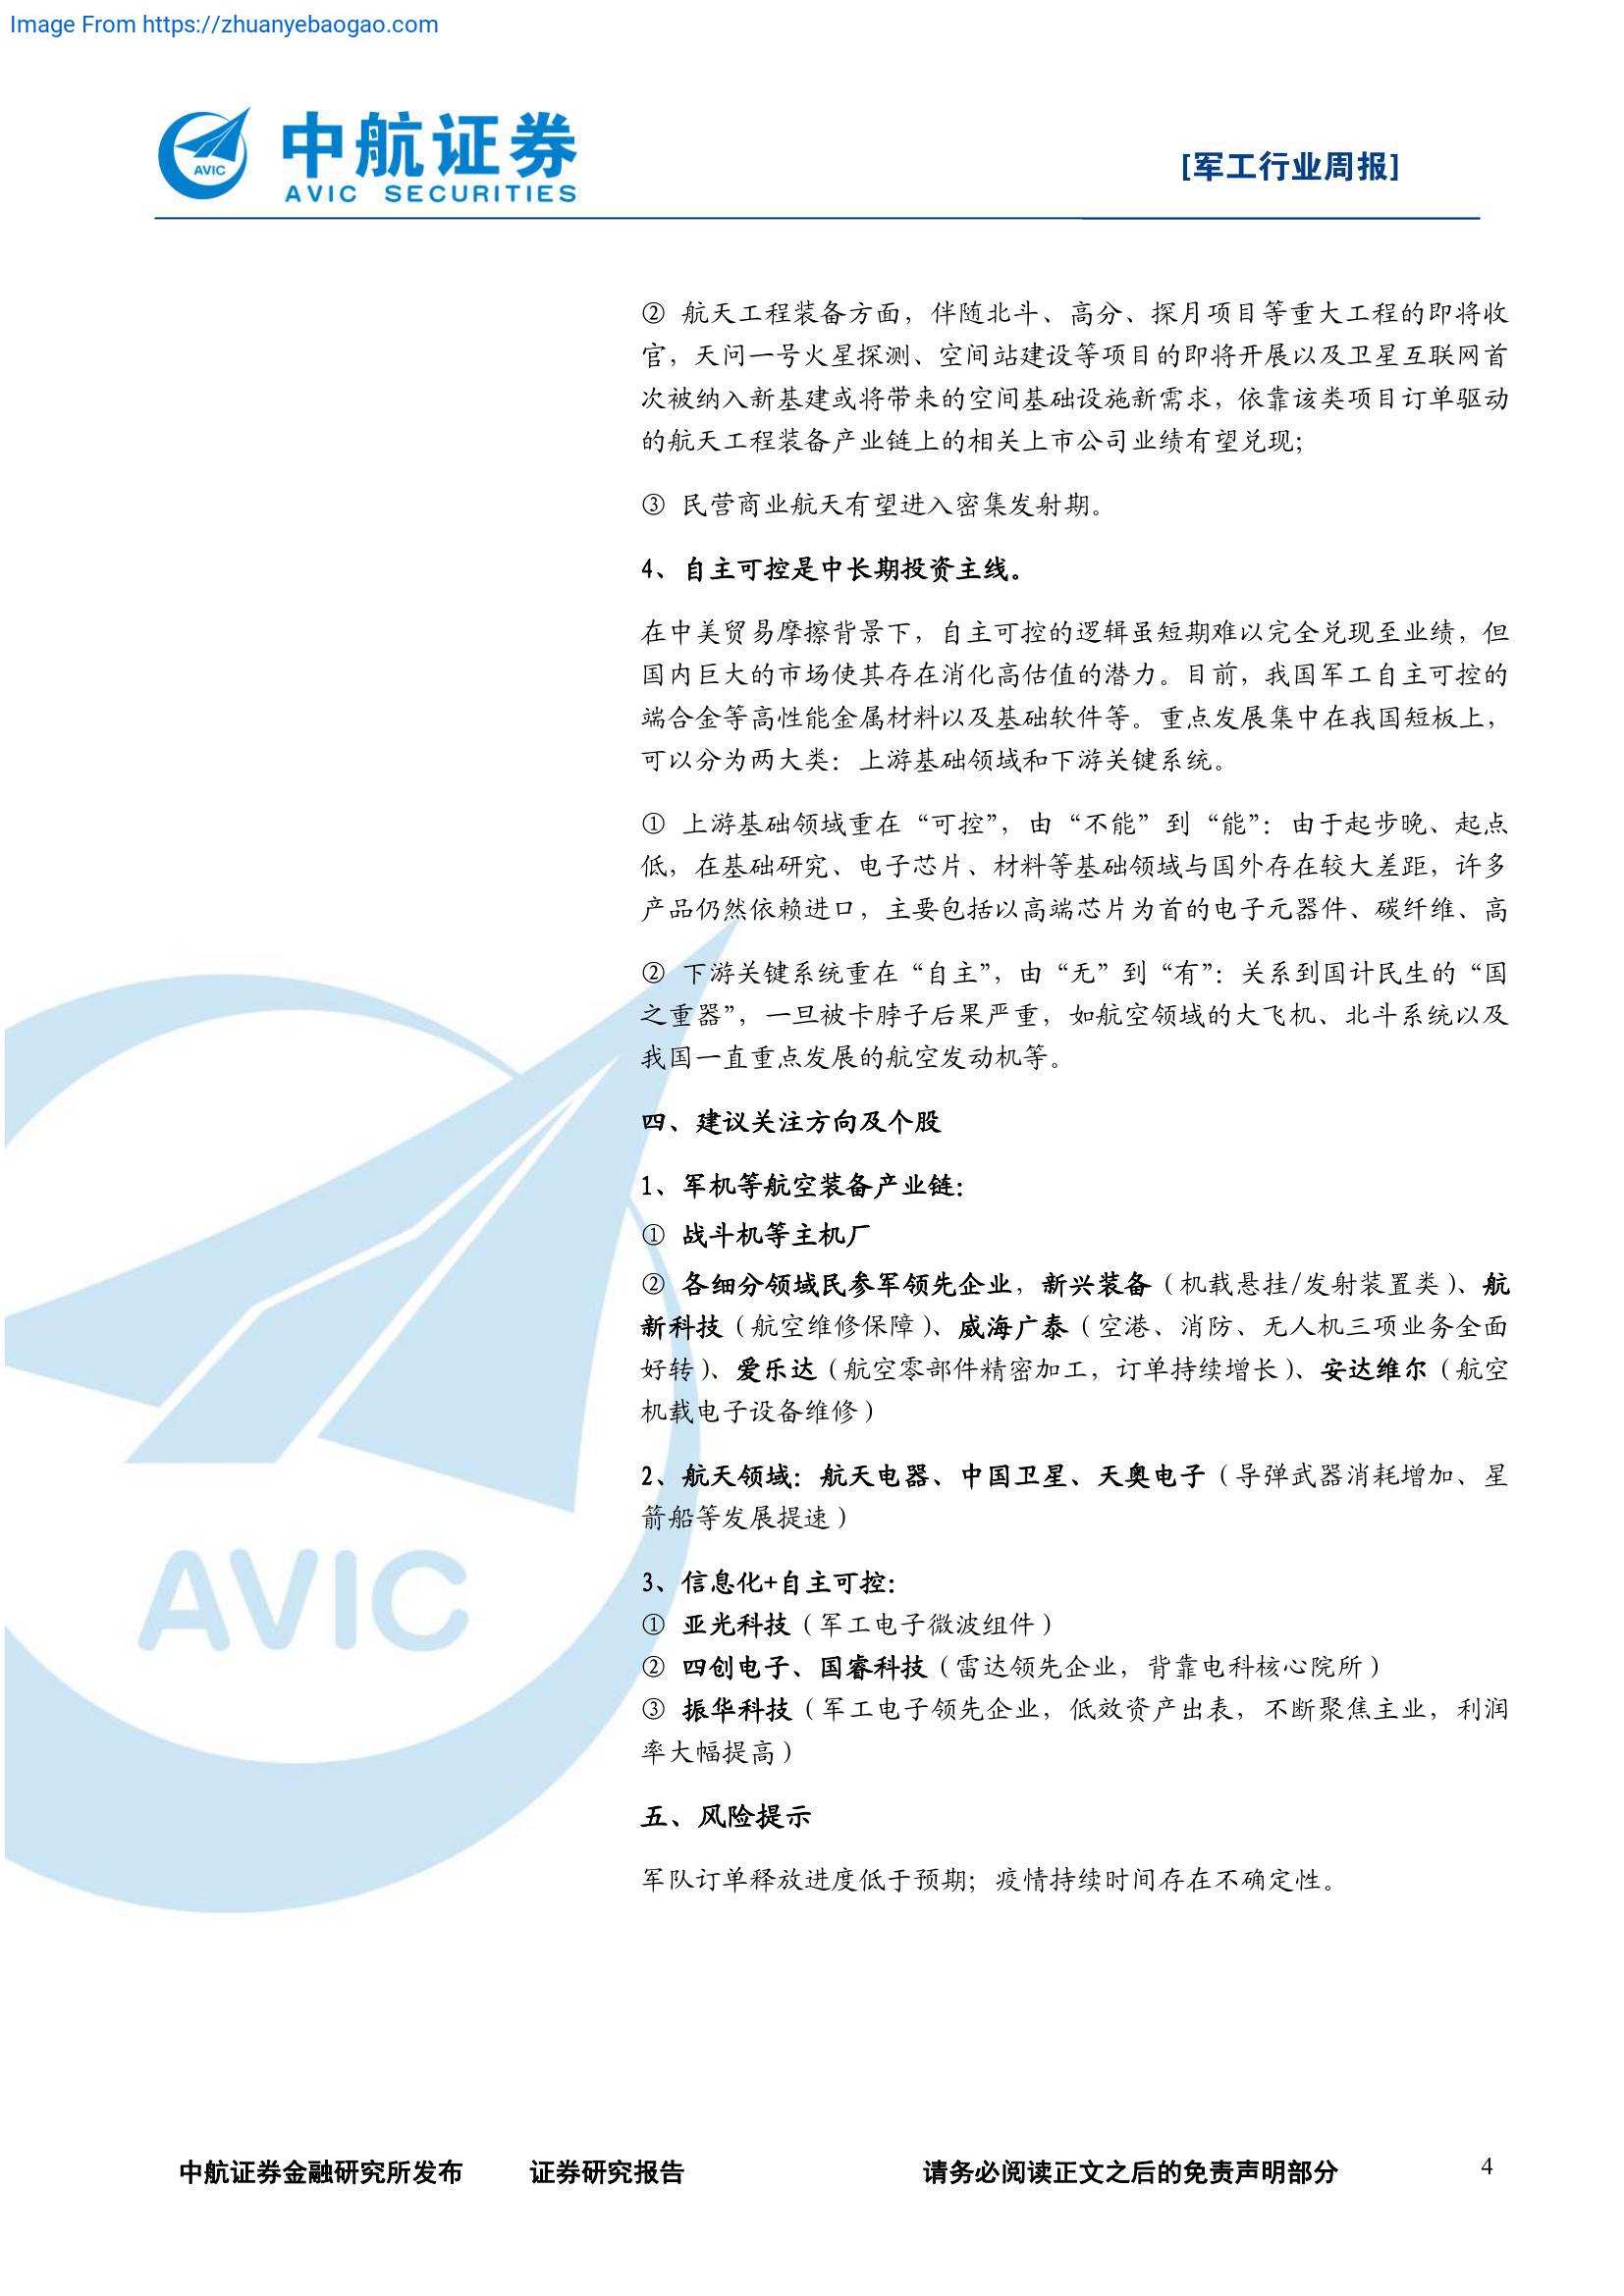 Image From https://zhuanyebaogao.com
AVIC
中航证券
AVIC SECURITIES
[军工行业周报]
② 航天工程装备方面，伴随北斗、高分、探月项目等重大工程的即将收
官，天问一号火星探测、空间站建设等项目的即将开展以及卫星互联网首
次被纳入新基建或将带来的空间基础设施新需求，依靠该类项目订单驱动
的航天工程装备产业链上的相关上市公司业绩有望兑现；
③ 民营商业航天有望进入密集发射期。
4、自主可控是中长期投资主线。
在中美贸易摩擦背景下，自主可控的逻辑虽短期难以完全兑现至业绩，但
国内巨大的市场使其存在消化高估值的潜力。目前，我国军工自主可控的
端合金等高性能金属材料以及基础软件等。重点发展集中在我国短板上，
可以分为两大类：上游基础领域和下游关键系统。
① 上游基础领域重在“可控”，由“不能”到“能”：由于起步晚、起点
低，在基础研究、电子芯片、材料等基础领域与国外存在较大差距，许多
产品仍然依赖进口，主要包括以高端芯片为首的电子元器件、碳纤维、高
② 下游关键系统重在“自主”，由“无”到“有”：关系到国计民生的“国
之重器”，一旦被卡脖子后果严重，如航空领域的大飞机、北斗系统以及
我国一直重点发展的航空发动机等。
四、建议关注方向及个股
1、军机等航空装备产业链：
① 战斗机等主机厂
② 各细分领域民参军领先企业，新兴装备（机载悬挂/发射装置类）、航
新科技（航空维修保障）、威海广泰（空港、消防、无人机三项业务全面
好转）、爱乐达（航空零部件精密加工，订单持续增长）、安达维尔（航空
机载电子设备维修）
2、航天领域：航天电器、中国卫星、天奥电子（导弹武器消耗增加、星
箭船等发展提速）
3、信息化+自主可控：
① 亚光科技（军工电子微波组件）
② 四创电子、国睿科技（雷达领先企业，背靠电科核心院所）
③ 振华科技（军工电子领先企业，低效资产出表，不断聚焦主业，利润
率大幅提高）
五、风险提示
军队订单释放进度低于预期；疫情持续时间存在不确定性。
AVIC
中航证券金融研究所发布 证券研究报告 请务必阅读正文之后的免责声明部分 4